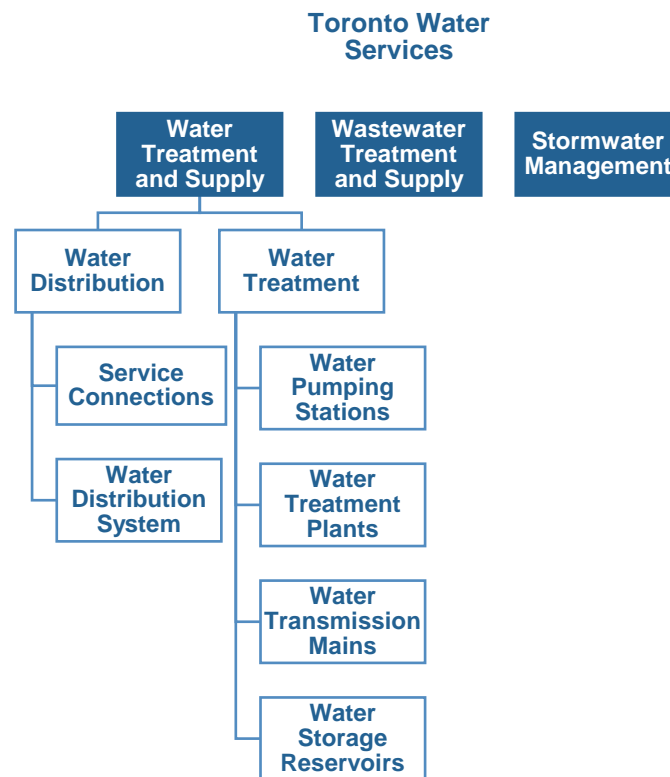 Toronto Water
Services
Water
Treatment
and Supply
Wastewater
Treatment
and Supply
Stormwater
Management
Water
Distribution
Water
Treatment
Service
Connections
Water
Distribution
System
Water
Pumping
Stations
Water
Treatment
Plants
Water
Transmission
Mains
Water
Storage
Reservoirs